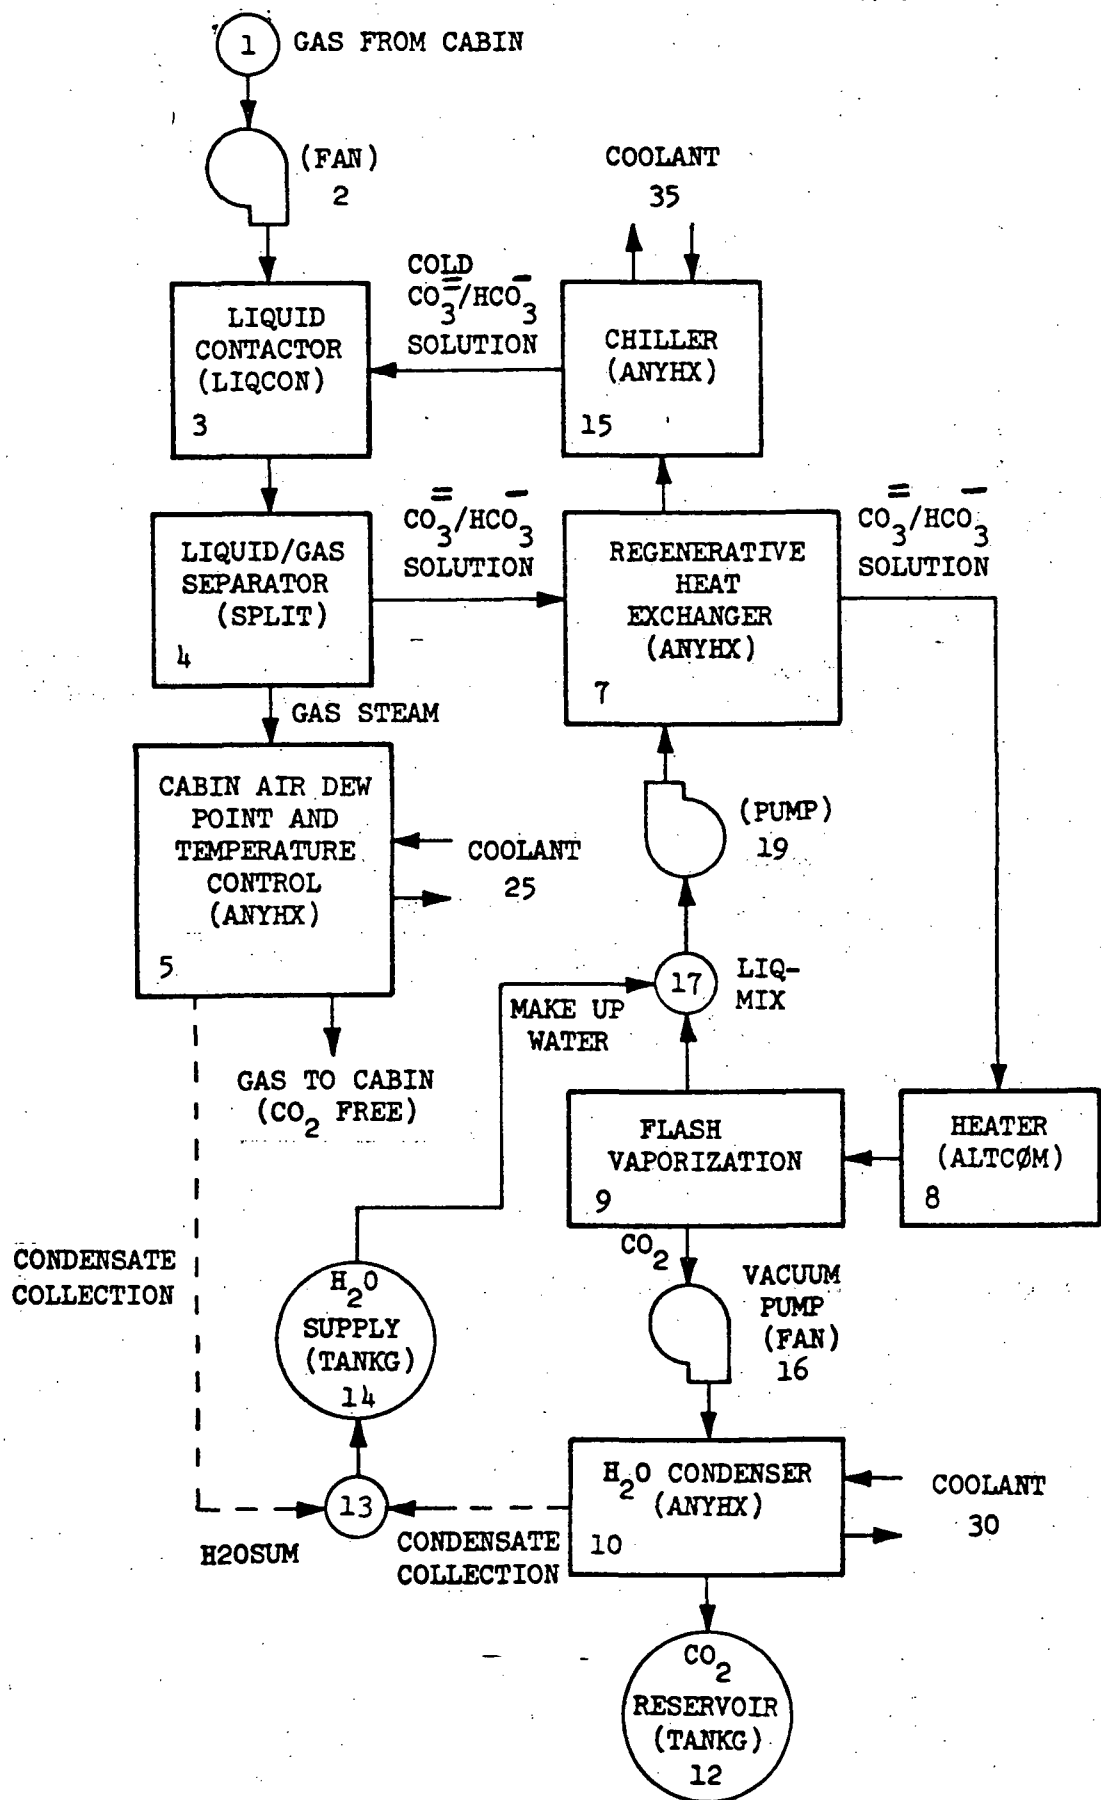 1
GAS FROM CABIN
(FAN)
2
COOLANT
35
COLD
CO3=/HCO3-
SOLUTION
LIQUID
CONTACTOR
(LIQCON)
3
CHILLER
(ANYHX)
15
CO3=/HCO3-
SOLUTION
CO3=/HCO3-
SOLUTION
LIQUID/GAS
SEPARATOR
(SPLIT)
4
REGENERATIVE
HEAT
EXCHANGER
(ANYHX)
7
GAS STEAM
CABIN AIR DEW
POINT AND
TEMPERATURE
CONTROL
(ANYHX)
5
COOLANT
25
(PUMP)
19
17
LIQ-
MIX
MAKE UP
WATER
GAS TO CABIN
(CO2 FREE)
FLASH
VAPORIZATION
9
HEATER
(ALTCØM)
8
CO2
CONDENSATE
COLLECTION
H2O
SUPPLY
(TANKG)
14
VACUUM
PUMP
(FAN)
16
H2O CONDENSER
(ANYHX)
10
COOLANT
30
13
H2OSUM
CONDENSATE
COLLECTION
CO2
RESERVOIR
(TANKG)
12